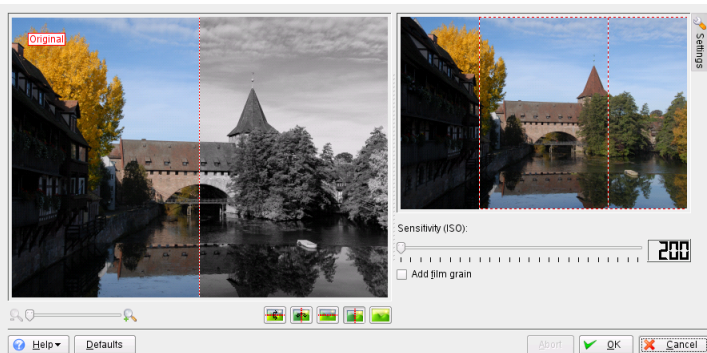 Original
Settings
Sensitivity (ISO):
200
Add film grain
Help
Defaults
Abort
OK
Cancel